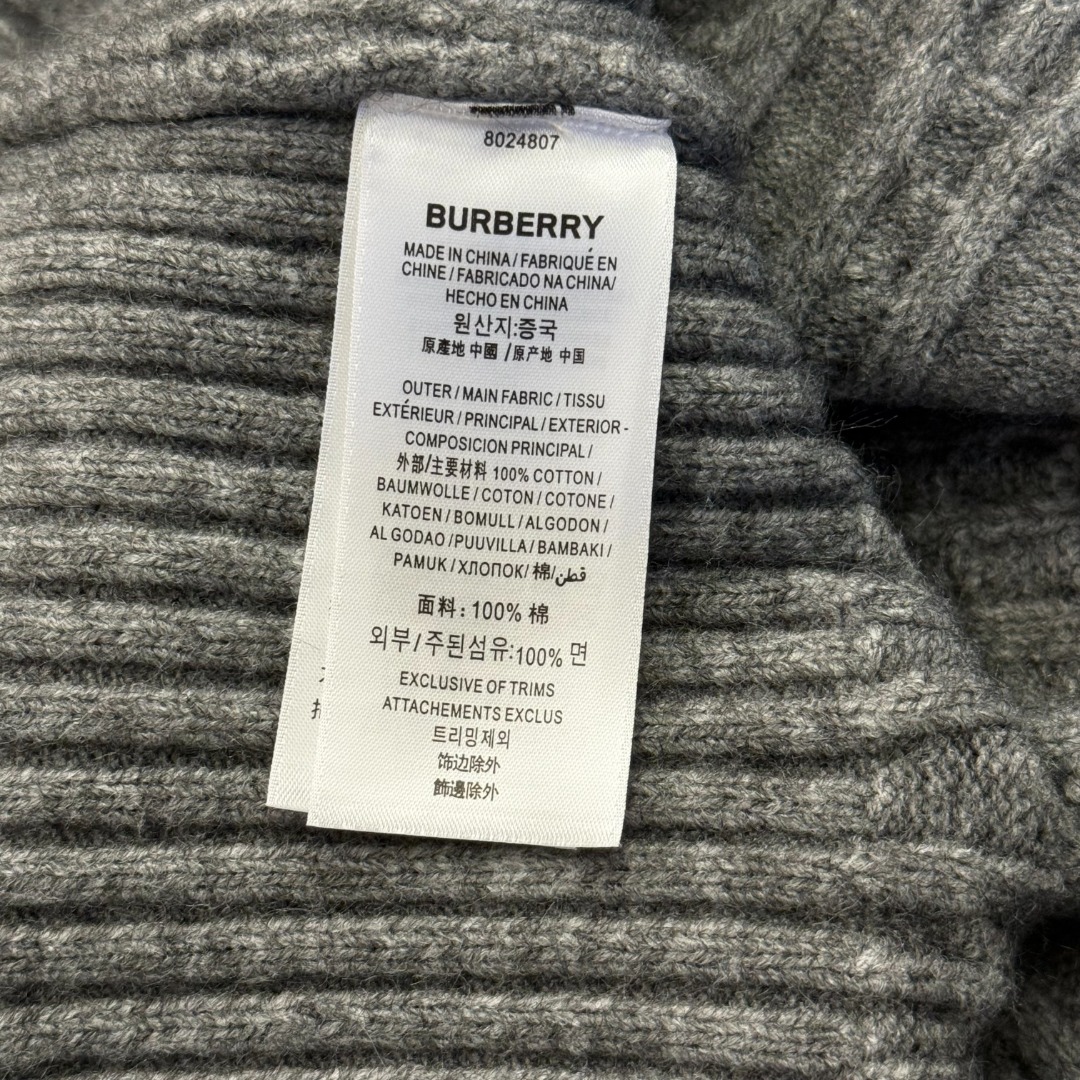 8024807
BURBERRY
MADE IN CHINA / FABRIQUÉ EN
CHINE / FABRICADO NA CHINA/
HECHO EN CHINA
원산지:중국
原產地 中國 /原产地 中国
OUTER / MAIN FABRIC / TISSU
EXTÉRIEUR / PRINCIPAL / EXTERIOR -
COMPOSICION PRINCIPAL /
外部/主要材料 100% COTTON /
BAUMWOLLE / COTON / COTONE /
KATOEN / BOMULL / ALGODON /
AL GODAO / PUUVILLA / BAMBAKI /
PAMUK / ХЛОПОК/ 棉/قطن
面料: 100% 棉
외부/주된섬유:100% 면
EXCLUSIVE OF TRIMS
ATTACHEMENTS EXCLUS
트리밍제외
饰边除外
飾邊除外